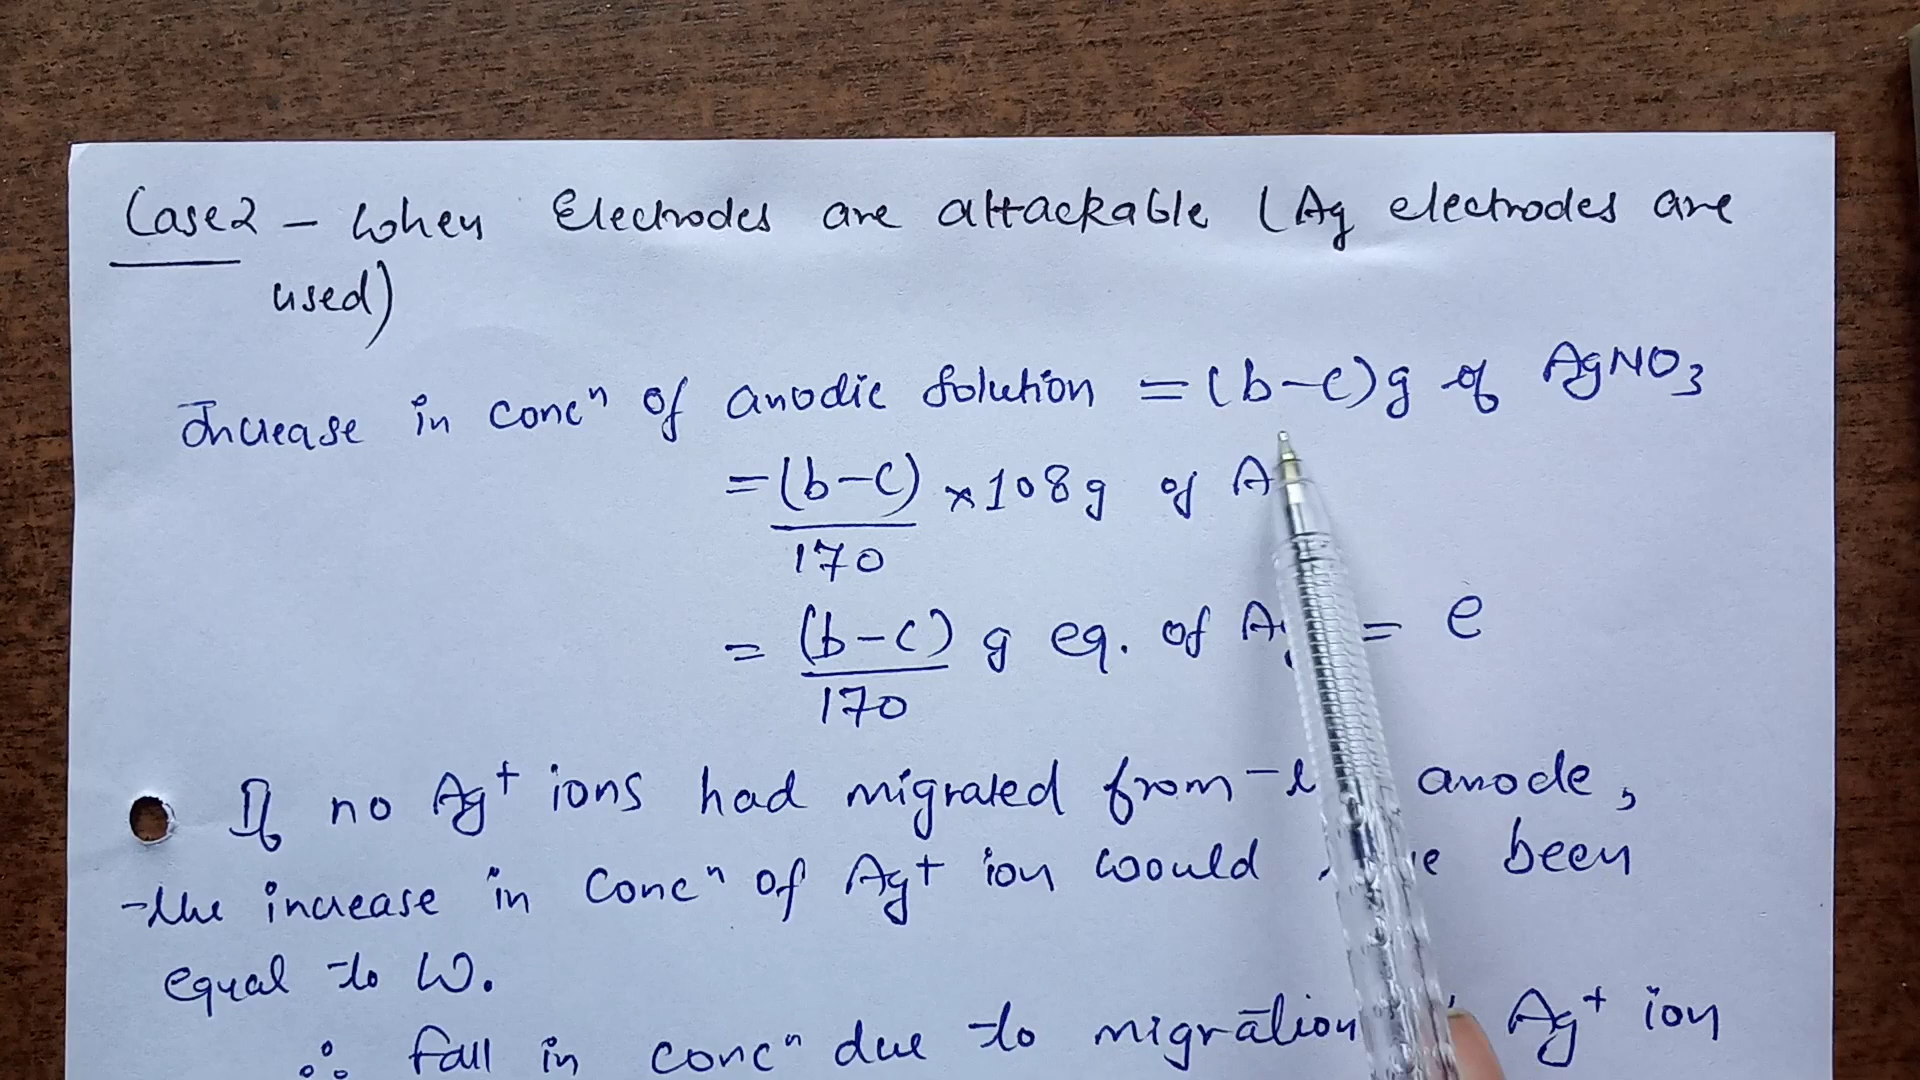 Case2 - When Electrodes are attackable (Ag electrodes are
used)
Increase in concⁿ of anodic solution = (b-c)g of AgNO₃
= (b-c) × 108g of
170
= (b-c) g eq. of = e
170
If no Ag⁺ ions had migrated from anode,
the increase in concⁿ of Ag⁺ ion would been
equal to W.
∴ fall in concⁿ due to migration Ag⁺ ion